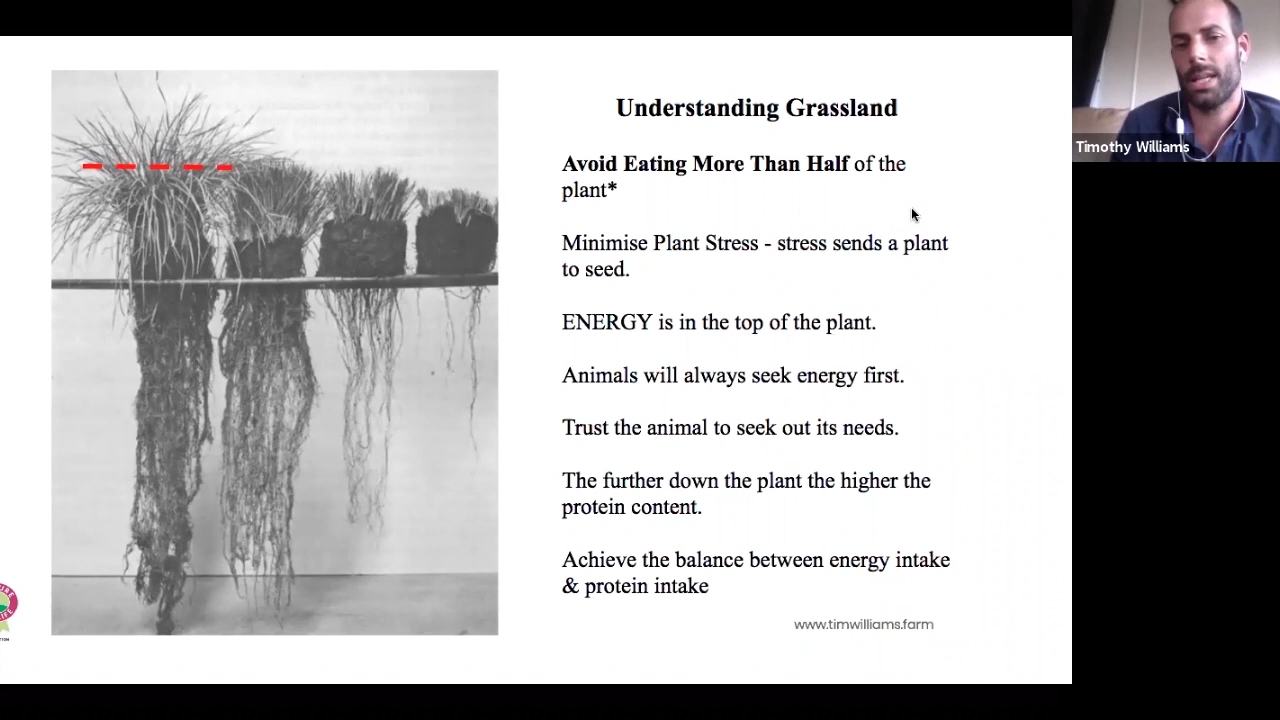 Understanding Grassland
Avoid Eating More Than Half of the
plant*
Minimise Plant Stress - stress sends a plant
to seed.
ENERGY is in the top of the plant.
Animals will always seek energy first.
Trust the animal to seek out its needs.
The further down the plant the higher the
protein content.
Achieve the balance between energy intake
& protein intake
www.timwilliams.farm
Timothy Williams